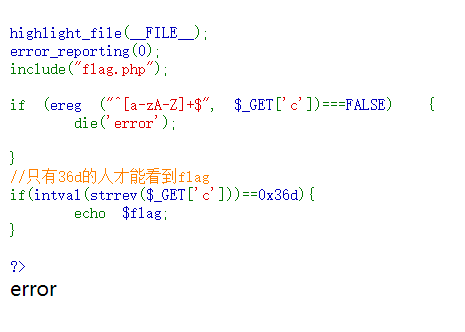 highlight_file(__FILE__);
error_reporting(0);
include("flag.php");
if (ereg ("^[a-zA-Z]+$", $_GET['c'])===FALSE) {
die('error');
}
//只有36d的人才能看到flag
if(intval(strrev($_GET['c']))==0x36d){
echo $flag;
}
?>
error